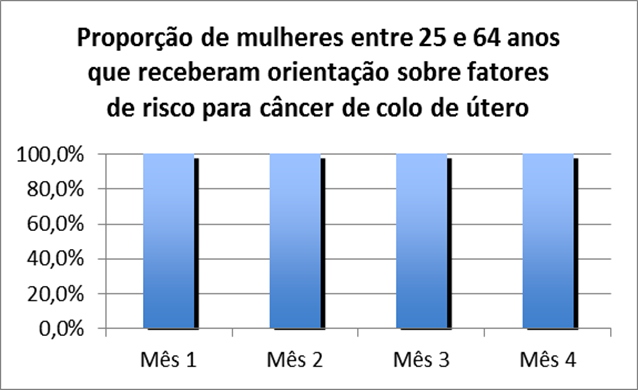 Proporção de mulheres entre 25 e 64 anos
que receberam orientação sobre fatores
de risco para câncer de colo de útero
100,0%
80,0%
60,0%
40,0%
20,0%
0,0%
Mês 1 Mês 2 Mês 3 Mês 4